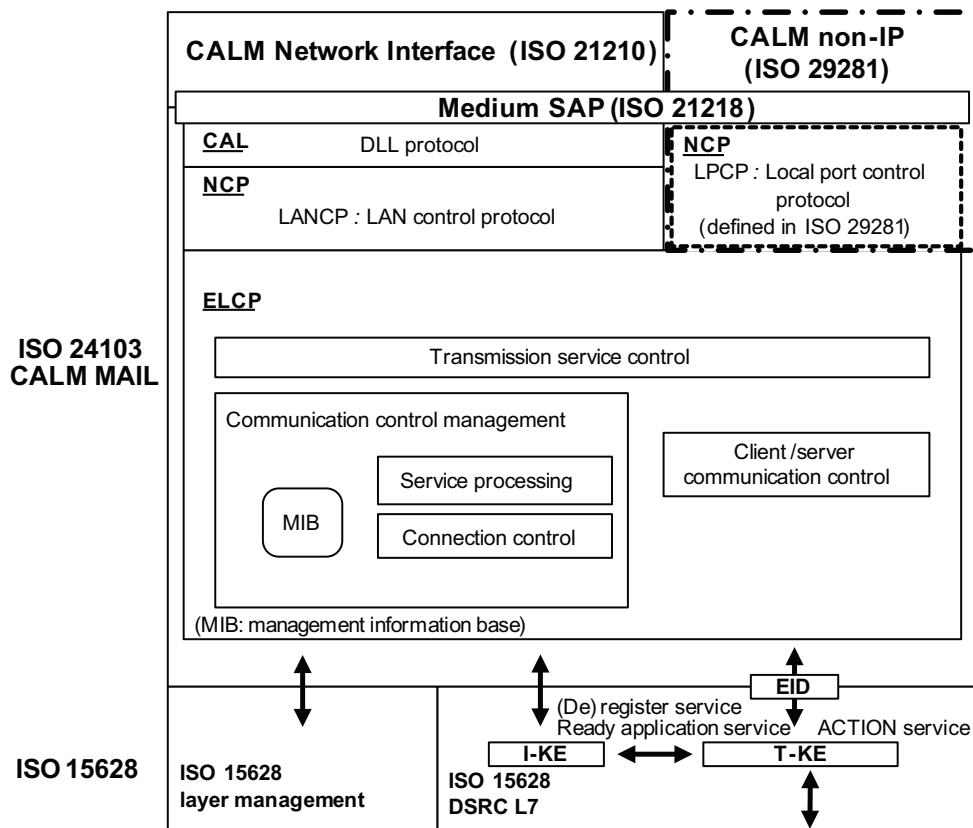 CALM Network Interface (ISO 21210)
CALM non-IP
(ISO 29281)
Medium SAP (ISO 21218)
CAL
DLL protocol
NCP
LANCP : LAN control protocol
NCP
LPCP : Local port control
protocol
(defined in ISO 29281)
ELCP
ISO 24103
CALM MAIL
Transmission service control
Communication control management
Service processing
MIB
Connection control
Client /server
communication control
(MIB: management information base)
EID
(De) register service
Ready application service
ACTION service
I-KE
T-KE
ISO 15628
ISO 15628
layer management
ISO 15628
DSRC L7